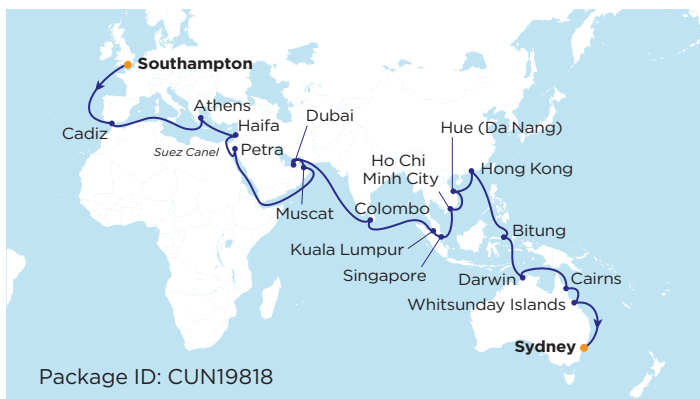 Southampton
Athens
Dubai
Cadiz
Haifa
Suez Canel
Petra
Hue (Da Nang)
Ho Chi
Minh City
Hong Kong
Muscat
Colombo
Kuala Lumpur
Singapore
Bitung
Darwin
Cairns
Whitsunday Islands
Sydney
Package ID: CUN19818